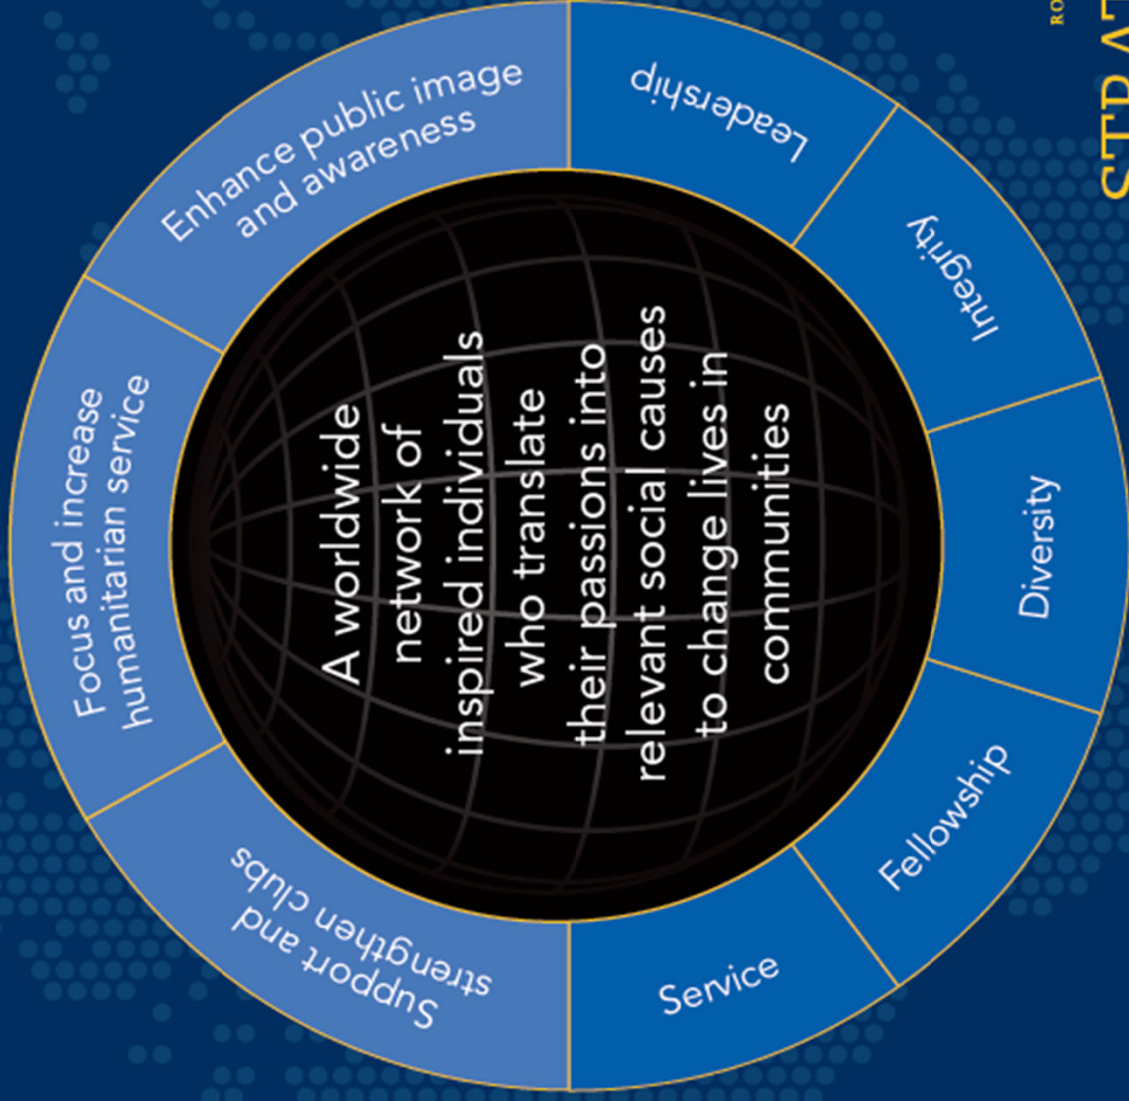 Support and
strengthen clubs
Focus and increase
humanitarian service
Enhance public image
and awareness
A worldwide
network of
inspired individuals
who translate
their passions into
relevant social causes
to change lives in
communities
Service
Fellowship
Diversity
Integrity
Leadership
RO